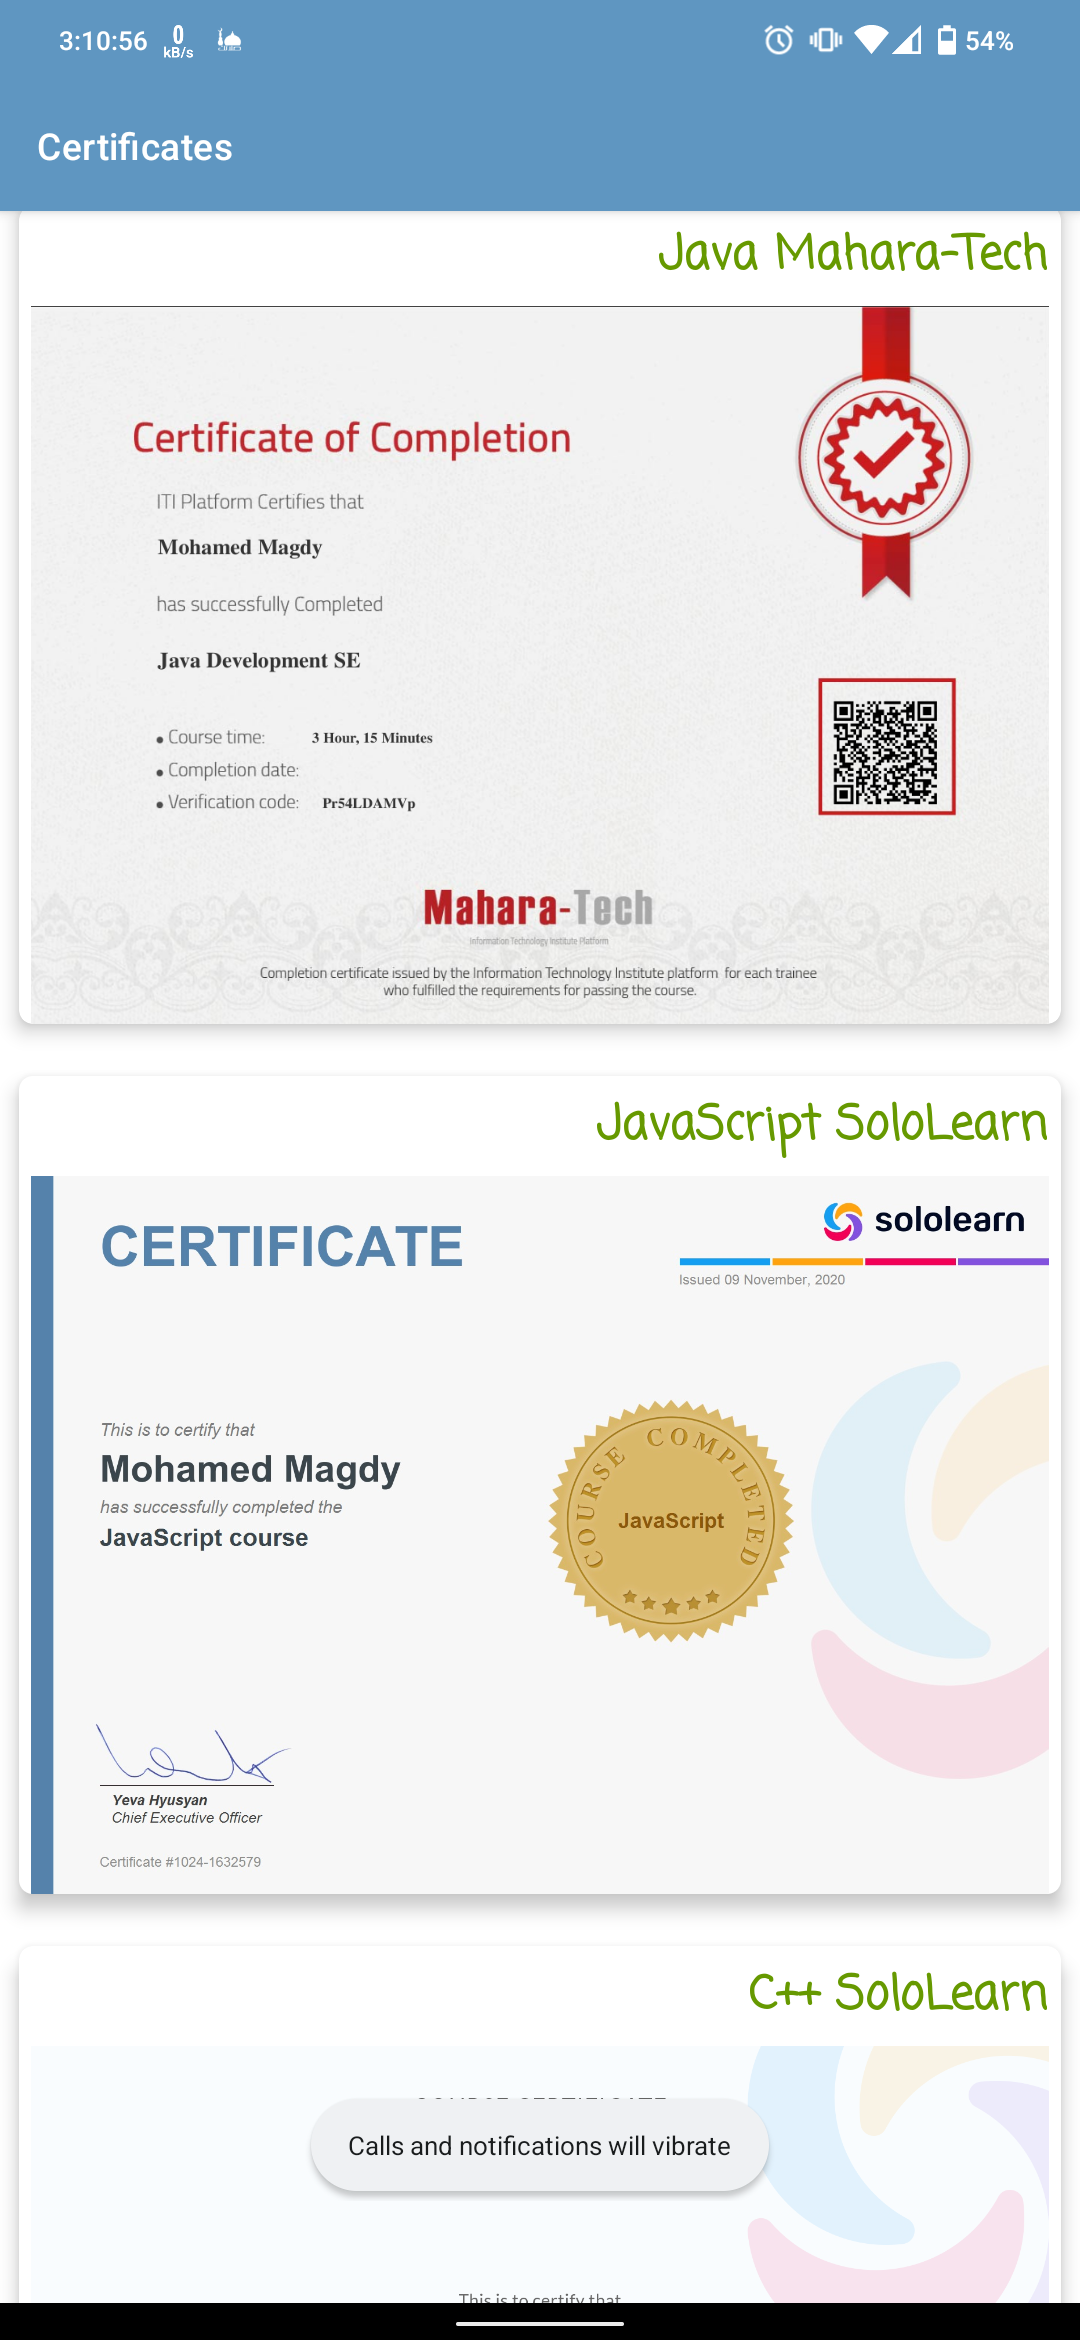 3:10:56 0 kB/s 54%
Certificates
Java Mahara-Tech
Certificate of Completion
ITI Platform Certifies that
Mohamed Magdy
has successfully Completed
Java Development SE
• Course time: 3 Hour, 15 Minutes
• Completion date:
• Verification code: Pr54LDAMVp
Mahara-Tech
Information Technology Institute Platform
Completion certificate issued by the Information Technology Institute platform for each trainee
who fulfilled the requirements for passing the course.
JavaScript SoloLearn
CERTIFICATE
sololearn
Issued 09 November, 2020
This is to certify that
Mohamed Magdy
has successfully completed the
JavaScript course
COURSE COMPLETED
JavaScript
Yeva Hyusyan
Chief Executive Officer
Certificate #1024-1632579
C++ SoloLearn
Calls and notifications will vibrate
This is to certify that